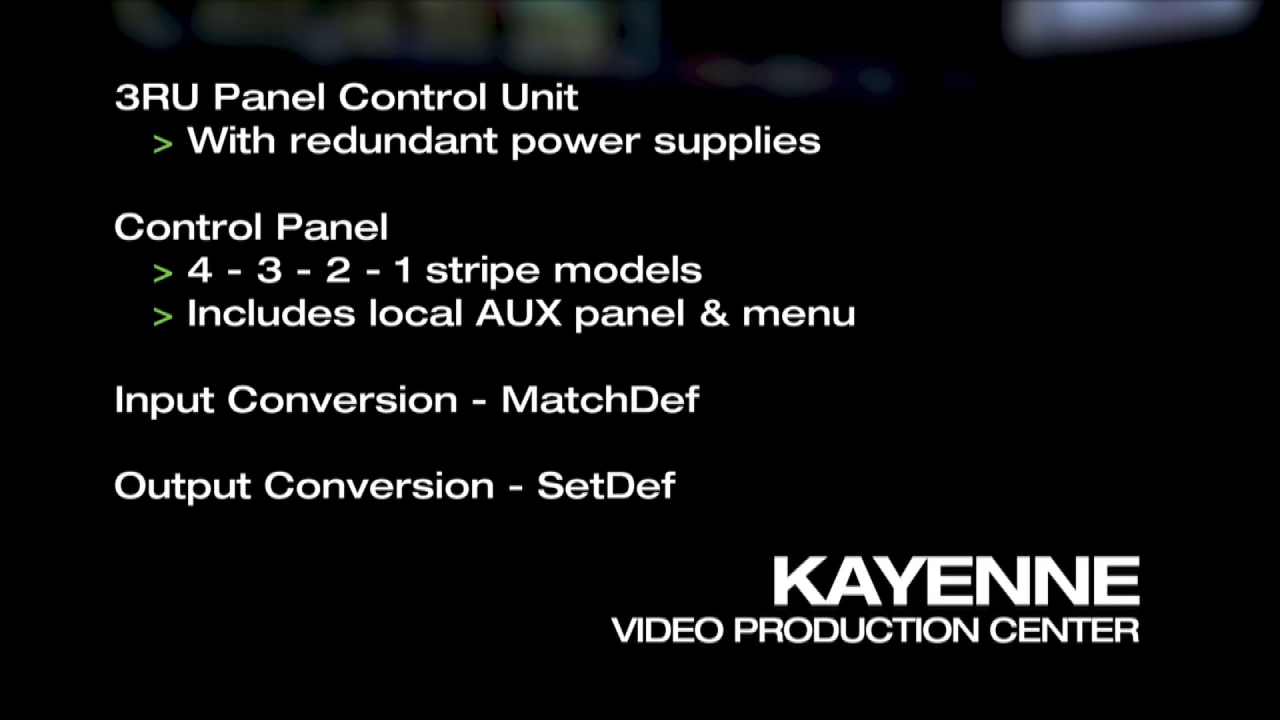 3RU Panel Control Unit
> With redundant power supplies
Control Panel
> 4 - 3 - 2 - 1 stripe models
> Includes local AUX panel & menu
Input Conversion - MatchDef
Output Conversion - SetDef
KAYENNE
VIDEO PRODUCTION CENTER